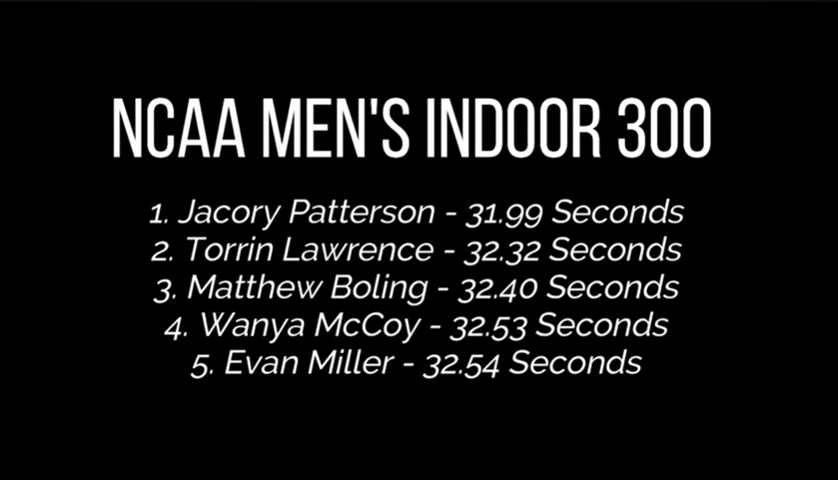 NCAA MEN'S INDOOR 300
1. Jacory Patterson - 31.99 Seconds
2. Torrin Lawrence - 32.32 Seconds
3. Matthew Boling - 32.40 Seconds
4. Wanya McCoy - 32.53 Seconds
5. Evan Miller - 32.54 Seconds